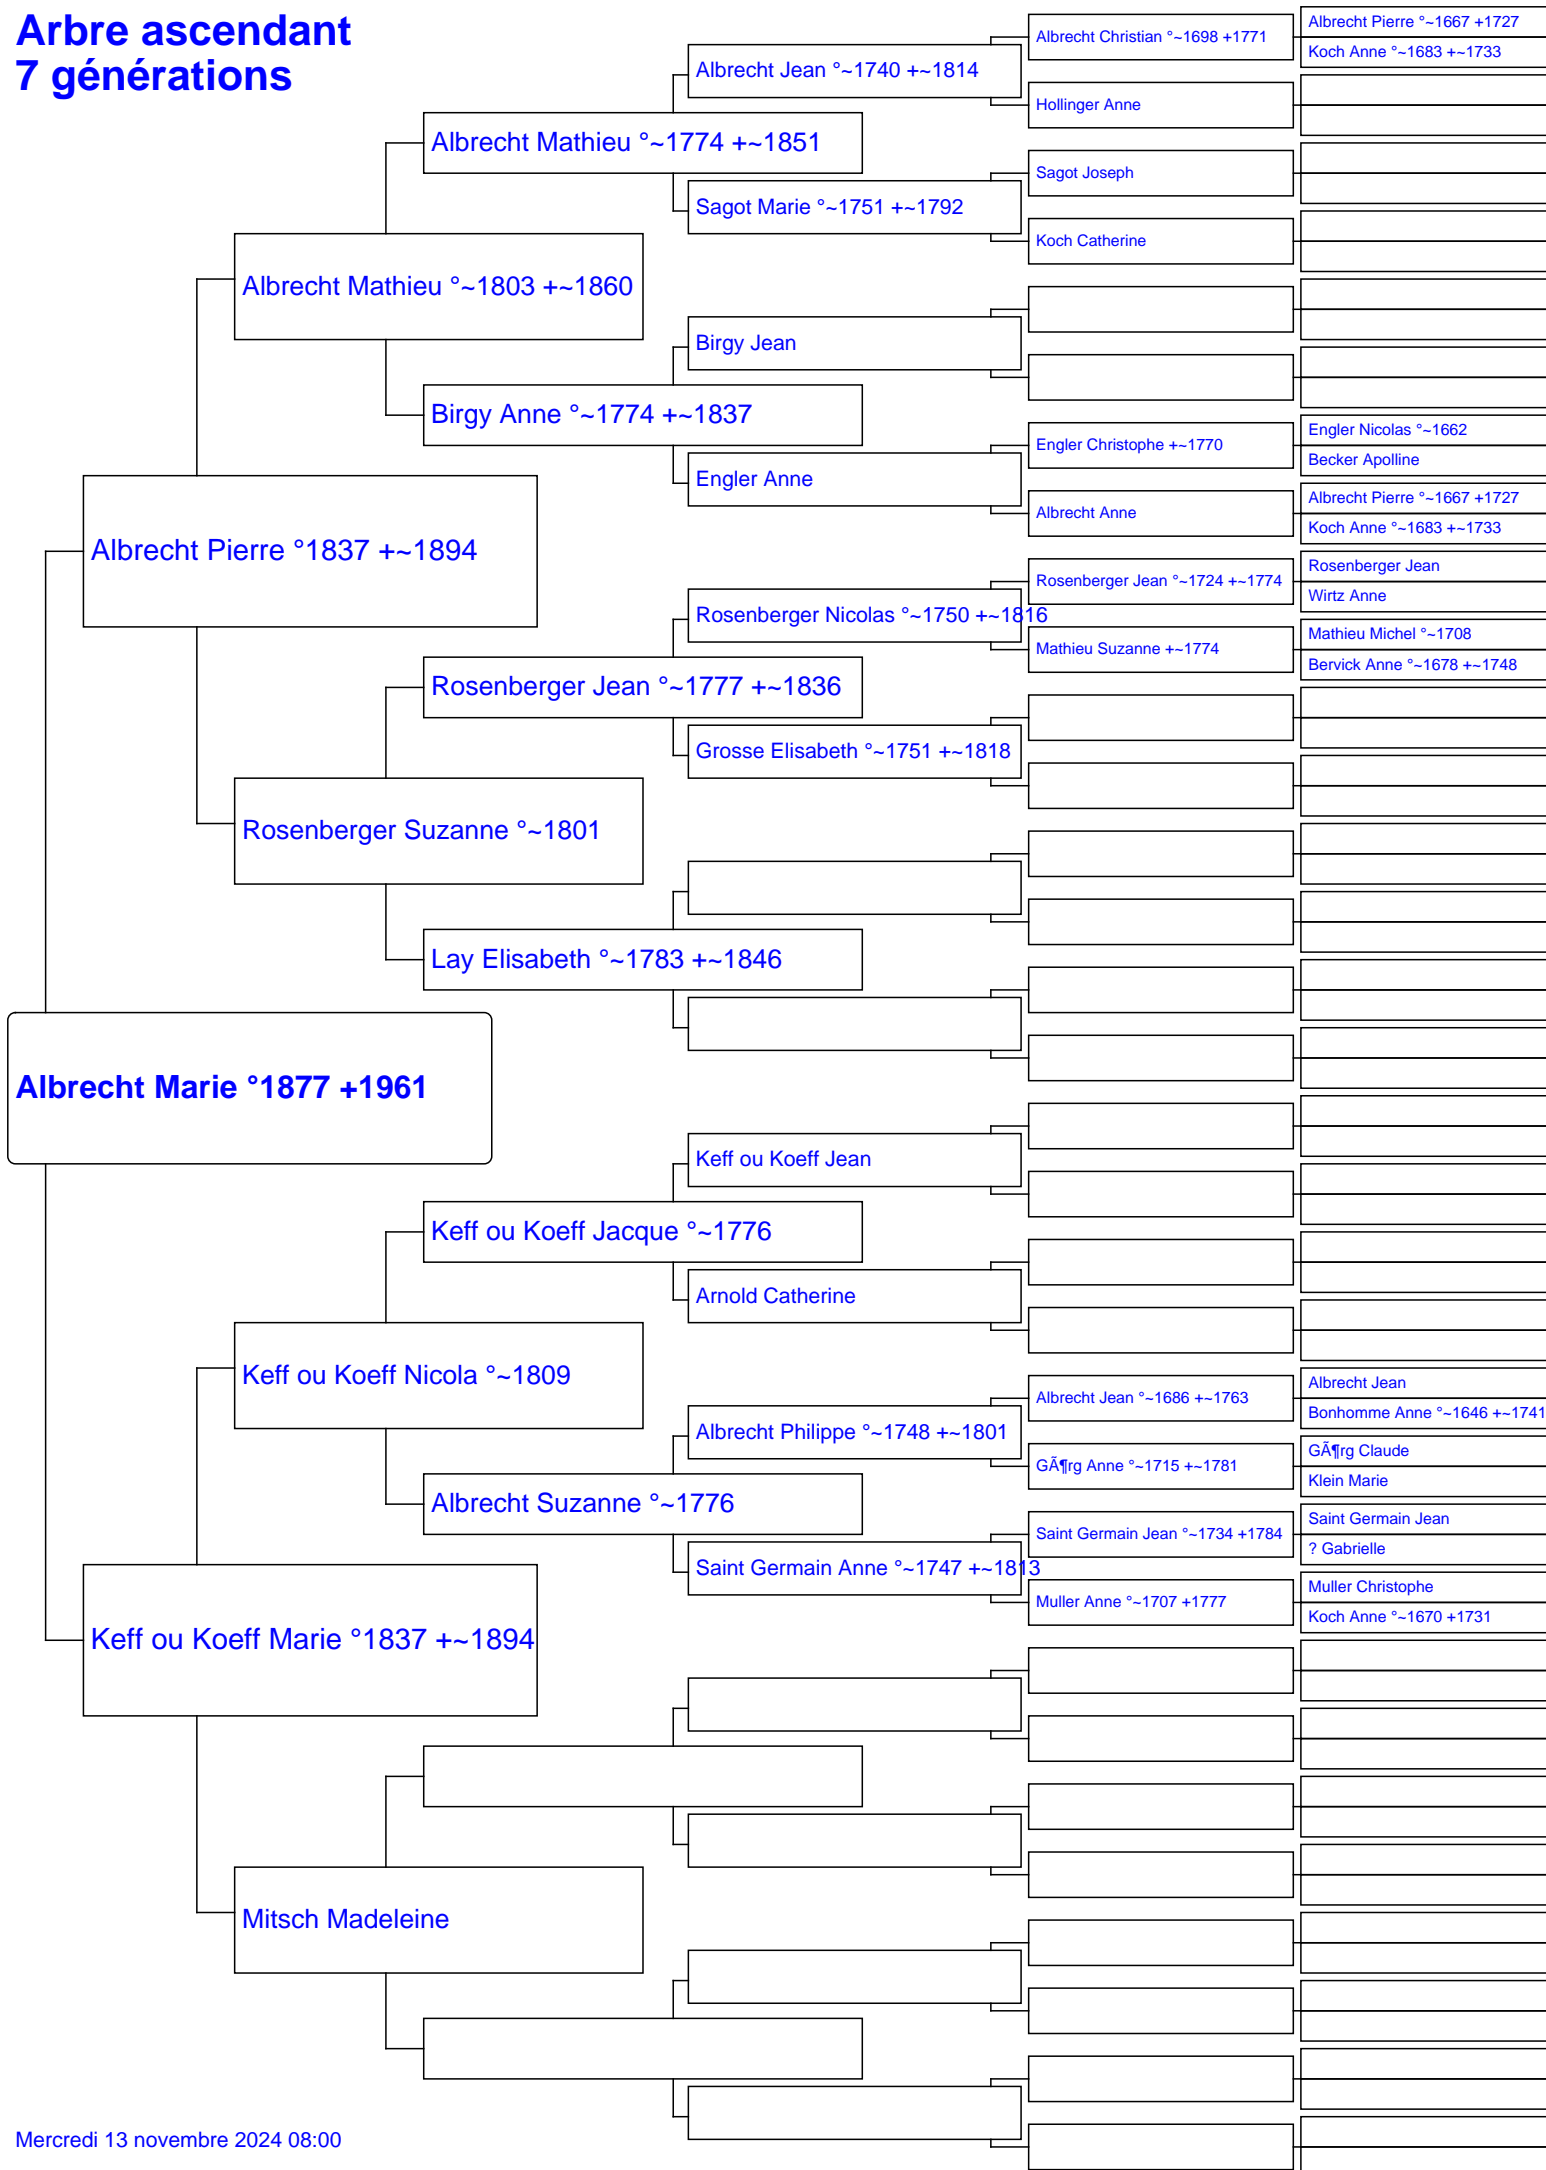 Arbre ascendant
7 générations
Albrecht Marie °1877 +1961
Albrecht Pierre °1837 +~1894
Keff ou Koeff Marie °1837 +~1894
Albrecht Mathieu °~1803 +~1860
Rosenberger Suzanne °~1801
Keff ou Koeff Nicola °~1809
Mitsch Madeleine
Albrecht Mathieu °~1774 +~1851
Birgy Anne °~1774 +~1837
Rosenberger Jean °~1777 +~1836
Lay Elisabeth °~1783 +~1846
Keff ou Koeff Jacque °~1776
Albrecht Suzanne °~1776
Albrecht Jean °~1740 +~1814
Sagot Marie °~1751 +~1792
Birgy Jean
Engler Anne
Rosenberger Nicolas °~1750 +~1816
Grosse Elisabeth °~1751 +~1818
Keff ou Koeff Jean
Arnold Catherine
Albrecht Philippe °~1748 +~1801
Saint Germain Anne °~1747 +~1813
Albrecht Christian °~1698 +1771
Hollinger Anne
Sagot Joseph
Koch Catherine
Engler Christophe +~1770
Albrecht Anne
Rosenberger Jean °~1724 +~1774
Mathieu Suzanne +~1774
Albrecht Jean °~1686 +~1763
GÃ¶rg Anne °~1715 +~1781
Saint Germain Jean °~1734 +1784
Muller Anne °~1707 +1777
Albrecht Pierre °~1667 +1727
Koch Anne °~1683 +~1733
Engler Nicolas °~1662
Becker Apolline
Albrecht Pierre °~1667 +1727
Koch Anne °~1683 +~1733
Rosenberger Jean
Wirtz Anne
Mathieu Michel °~1708
Bervick Anne °~1678 +~1748
Albrecht Jean
Bonhomme Anne °~1646 +~1741
GÃ¶rg Claude
Klein Marie
Saint Germain Jean
? Gabrielle
Muller Christophe
Koch Anne °~1670 +1731
Mercredi 13 novembre 2024 08:00